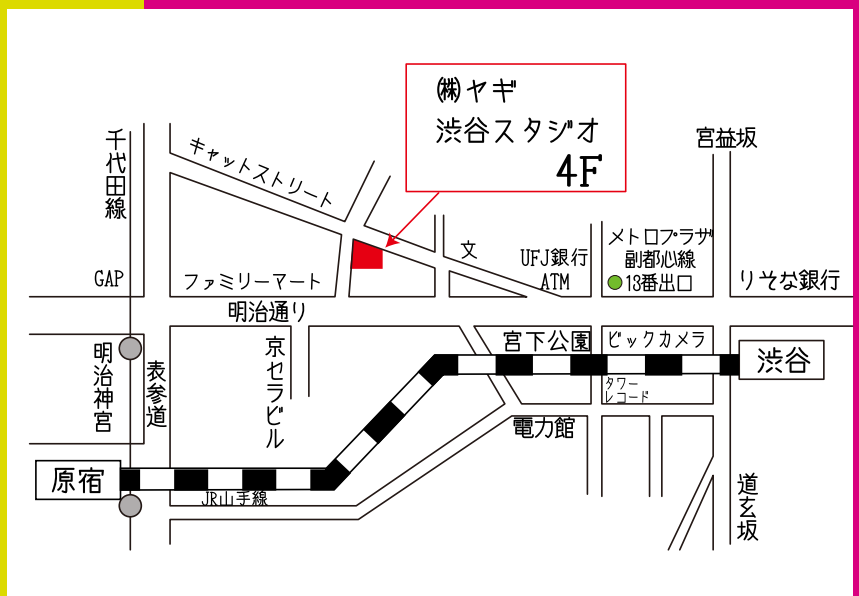 ㈱ヤギ
渋谷スタジオ
4F
宮益坂
千代田線
キャットストリート
文
メトロプラザ
副都心線
13番出口
UFJ銀行
ATM
GAP
ファミリーマート
りそな銀行
明治通り
宮下公園
ビックカメラ
渋谷
明治神宮
表参道
京セラビル
タワー
レコード
電力館
原宿
JR山手線
道玄坂